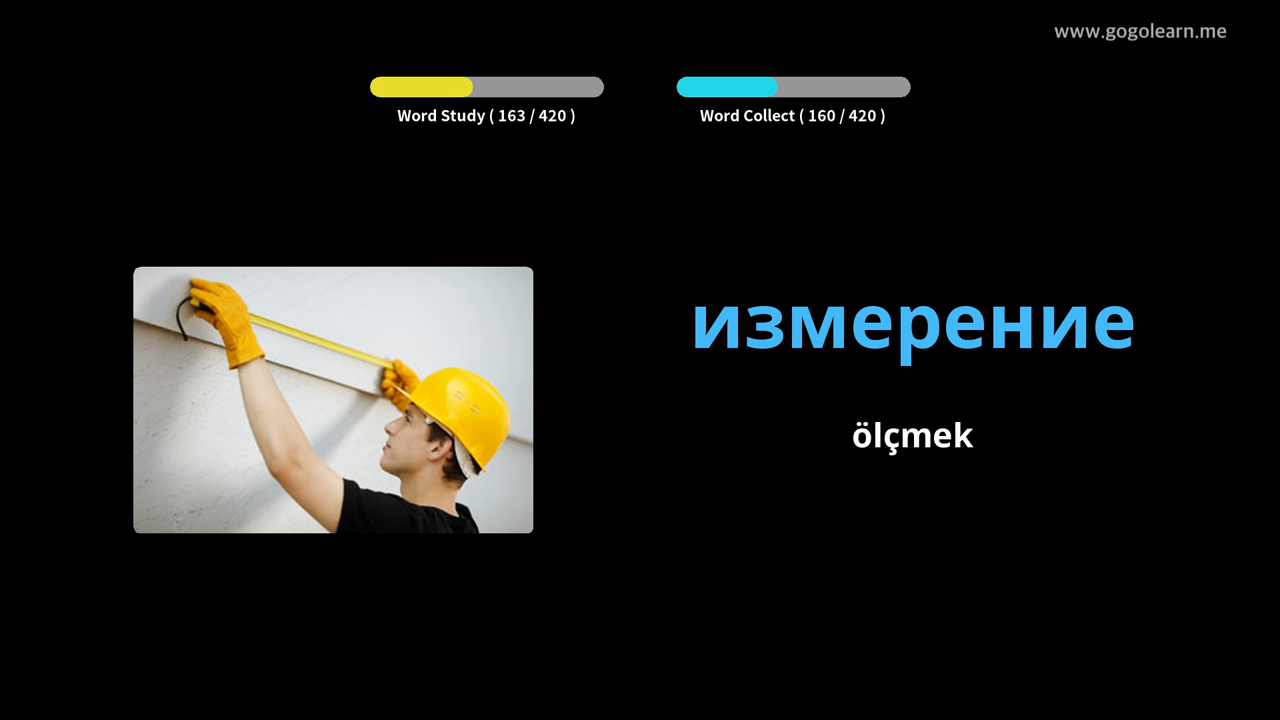 www.gogolearn.me
Word Study ( 163 / 420 )
Word Collect ( 160 / 420 )
измерение
ölçmek